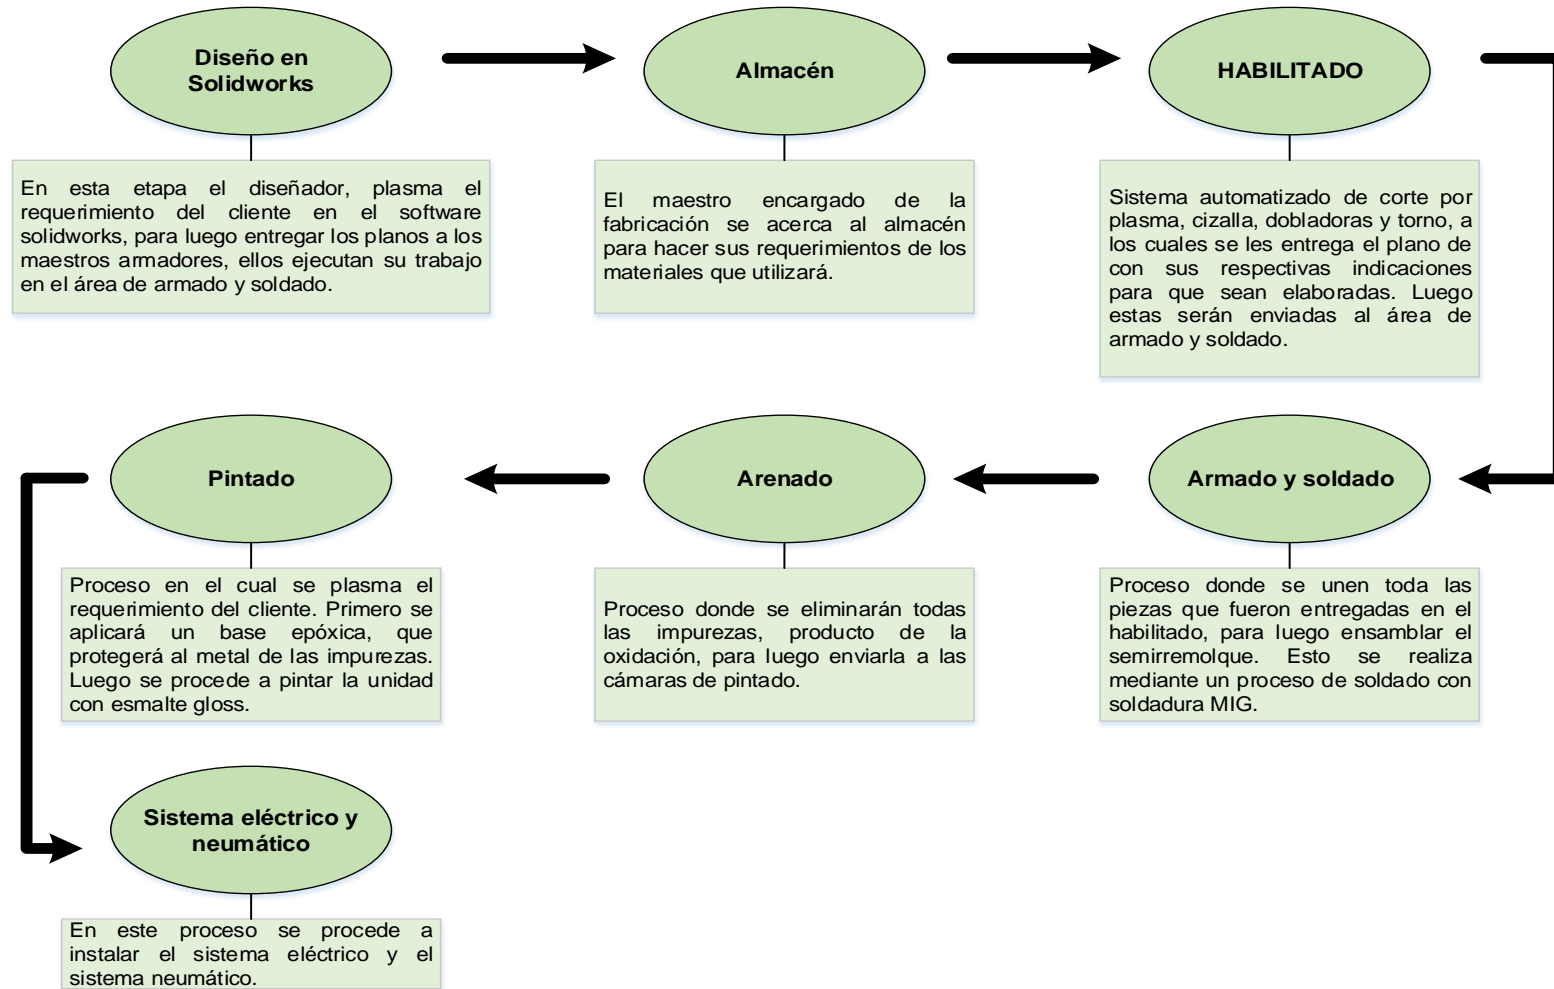 Diseño en
Solidworks
En esta etapa el diseñador, plasma el
requerimiento del cliente en el software
solidworks, para luego entregar los planos a los
maestros armadores, ellos ejecutan su trabajo
en el área de armado y soldado.
Almacén
El maestro encargado de la
fabricación se acerca al almacén
para hacer sus requerimientos de los
materiales que utilizará.
HABILITADO
Sistema automatizado de corte por
plasma, cizalla, dobladoras y torno, a
los cuales se les entrega el plano de
con sus respectivas indicaciones
para que sean elaboradas. Luego
estas serán enviadas al área de
armado y soldado.
Armado y soldado
Proceso donde se unen toda las
piezas que fueron entregadas en el
habilitado, para luego ensamblar el
semirremolque. Esto se realiza
mediante un proceso de soldado con
soldadura MIG.
Arenado
Proceso donde se eliminarán todas
las impurezas, producto de la
oxidación, para luego enviarla a las
cámaras de pintado.
Pintado
Proceso en el cual se plasma el
requerimiento del cliente. Primero se
aplicará un base epóxica, que
protegerá al metal de las impurezas.
Luego se procede a pintar la unidad
con esmalte gloss.
Sistema eléctrico y
neumático
En este proceso se procede a
instalar el sistema eléctrico y el
sistema neumático.